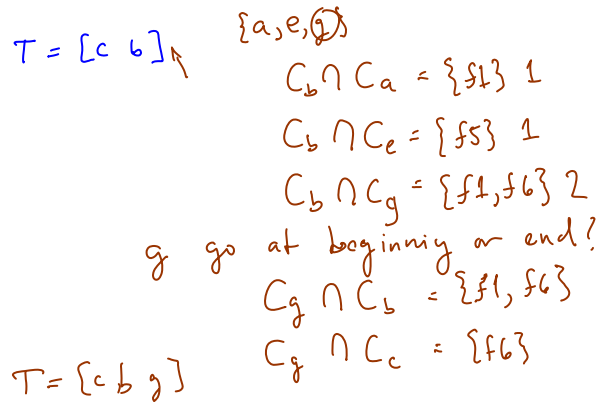 {a,e,g}
T = [c b]
C_b ∩ C_a = {f1} 1
C_b ∩ C_e = {f5} 1
C_b ∩ C_g = {f1,f6} 2
g go at beginniy or end?
C_g ∩ C_b = {f1, f6}
C_g ∩ C_c = {f6}
T = [c b g]